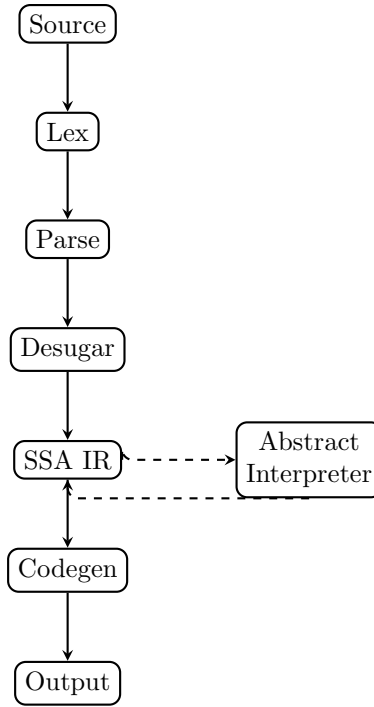 Source
Lex
Parse
Desugar
SSA IR
Abstract
Interpreter
Codegen
Output